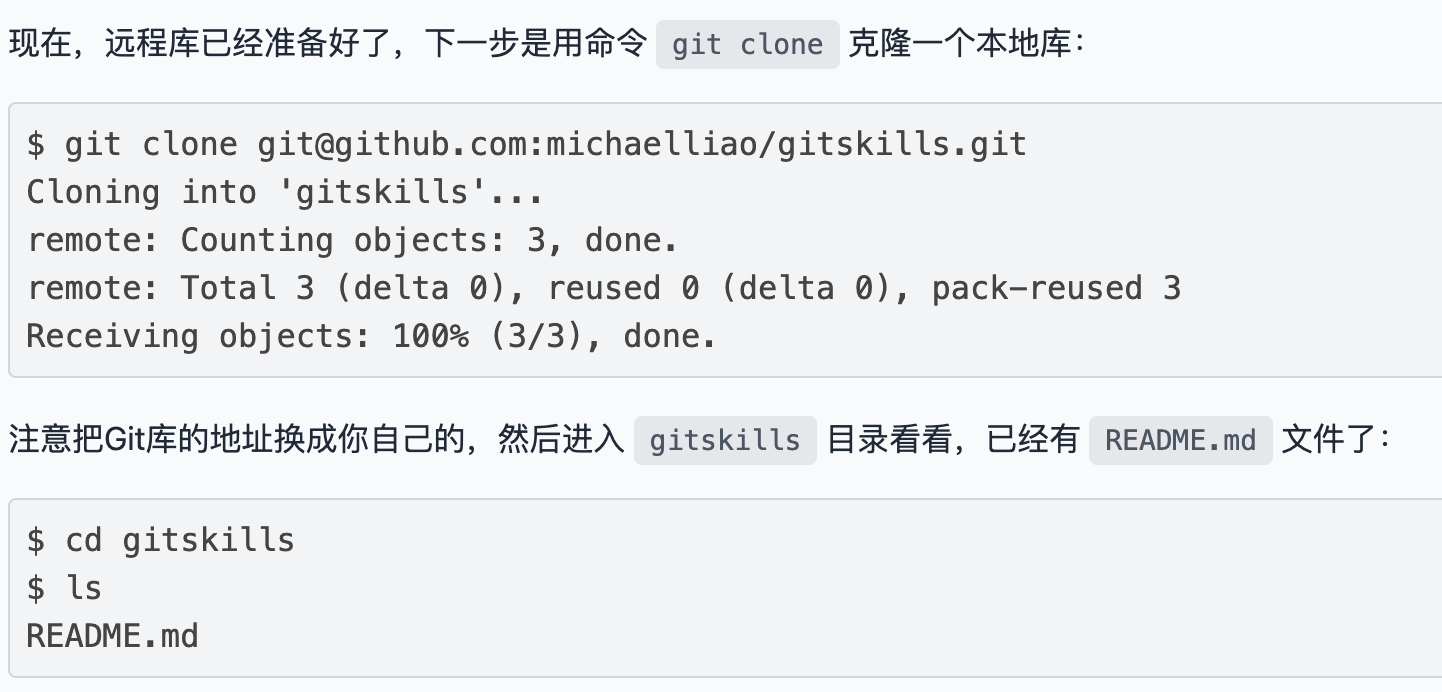 现在，远程库已经准备好了，下一步是用命令 git clone 克隆一个本地库：
$ git clone git@github.com:michaelliao/gitskills.git
Cloning into 'gitskills'...
remote: Counting objects: 3, done.
remote: Total 3 (delta 0), reused 0 (delta 0), pack-reused 3
Receiving objects: 100% (3/3), done.
注意把Git库的地址换成你自己的，然后进入 gitskills 目录看看，已经有 README.md 文件了：
$ cd gitskills
$ ls
README.md